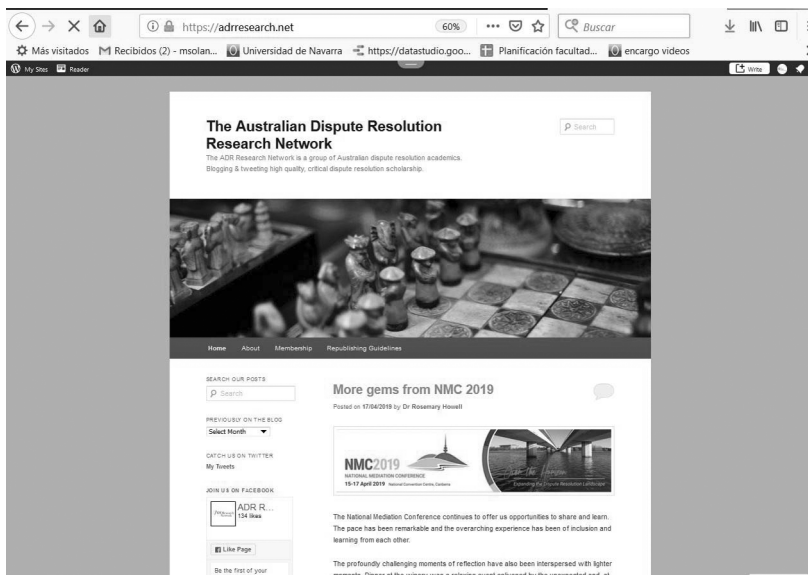 https://adrresearch.net
60%
Buscar
Más visitados
Recibidos (2) - msolan...
Universidad de Navarra
https://datastudio.goo...
Planificación facultad...
encargo videos
My Sites
Reader
Write
The Australian Dispute Resolution
Research Network
The ADR Research Network is a group of Australian dispute resolution academics.
Blogging & tweeting high quality, critical dispute resolution scholarship.
Search
Home About Membership Republishing Guidelines
SEARCH OUR POSTS
Search
PREVIOUSLY ON THE BLOG
Select Month
CATCH US ON TWITTER
My Tweets
JOIN US ON FACEBOOK
ADR R...
134 likes
Like Page
Be the first of your
More gems from NMC 2019
Posted on 17/04/2019 by Dr Rosemary Howell
NMC2019
NATIONAL MEDIATION CONFERENCE
15-17 April 2019 National Convention Centre, Canberra
Expanding the Dispute Resolution Landscape
The National Mediation Conference continues to offer us opportunities to share and learn.
The pace has been remarkable and the overarching experience has been of inclusion and
learning from each other.
The profoundly challenging moments of reflection have also been interspersed with lighter